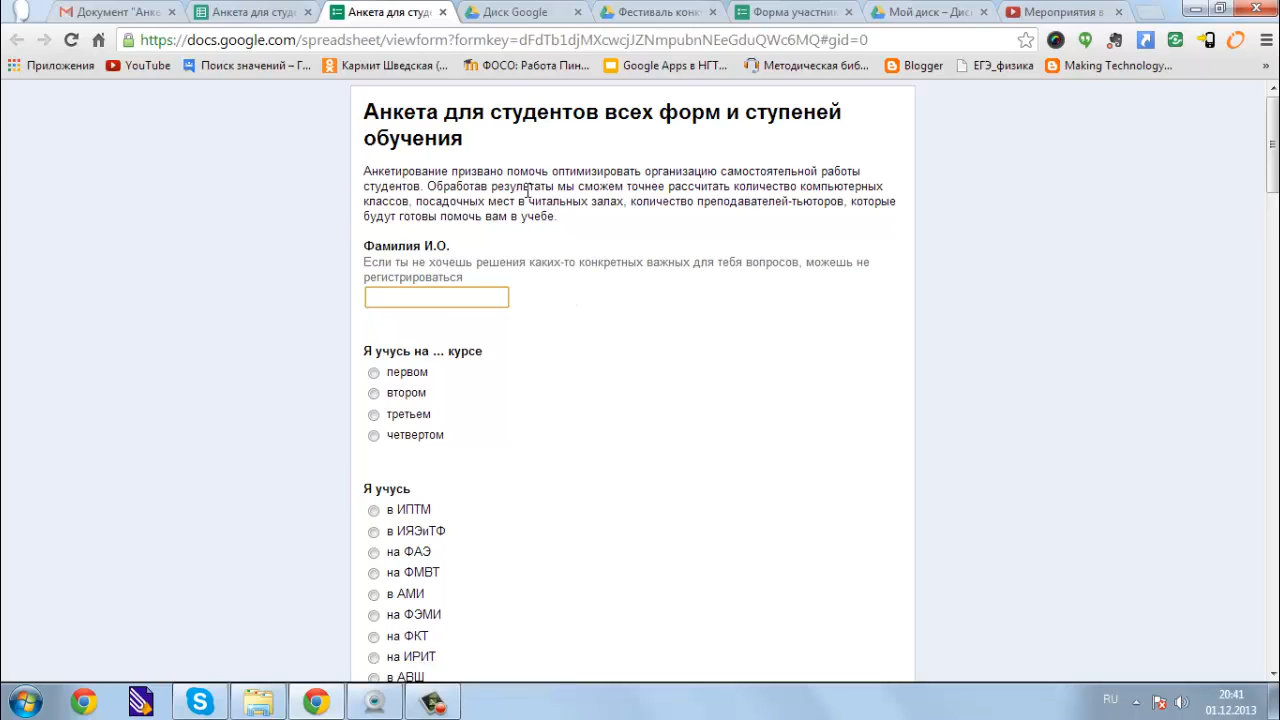 Документ "Анке
Анкета для студ
Анкета для студ
Диск Google
Фестиваль конк
Форма участник
Мой диск – Disc
Мероприятия в
https://docs.google.com/spreadsheet/viewform?formkey=dFdTb1djMXcwcjJZNmpubnNEeGduQWc6MQ#gid=0
Приложения
YouTube
Поиск значений – Г...
Кармит Шведская (...
ФОСО: Работа Пин...
Google Apps в НГТ...
Методическая биб...
Blogger
ЕГЭ_физика
Making Technology...
»
Анкета для студентов всех форм и ступеней
обучения
Анкетирование призвано помочь оптимизировать организацию самостоятельной работы
студентов. Обработав результаты мы сможем точнее рассчитать количество компьютерных
классов, посадочных мест в читальных залах, количество преподавателей-тьюторов, которые
будут готовы помочь вам в учебе.
Фамилия И.О.
Если ты не хочешь решения каких-то конкретных важных для тебя вопросов, можешь не
регистрироваться
Я учусь на ... курсе
первом
втором
третьем
четвертом
Я учусь
в ИПТМ
в ИЯЭиТФ
на ФАЭ
на ФМВТ
в АМИ
на ФЭМИ
на ФКТ
на ИРИТ
в АВШ
RU
20:41
01.12.2013